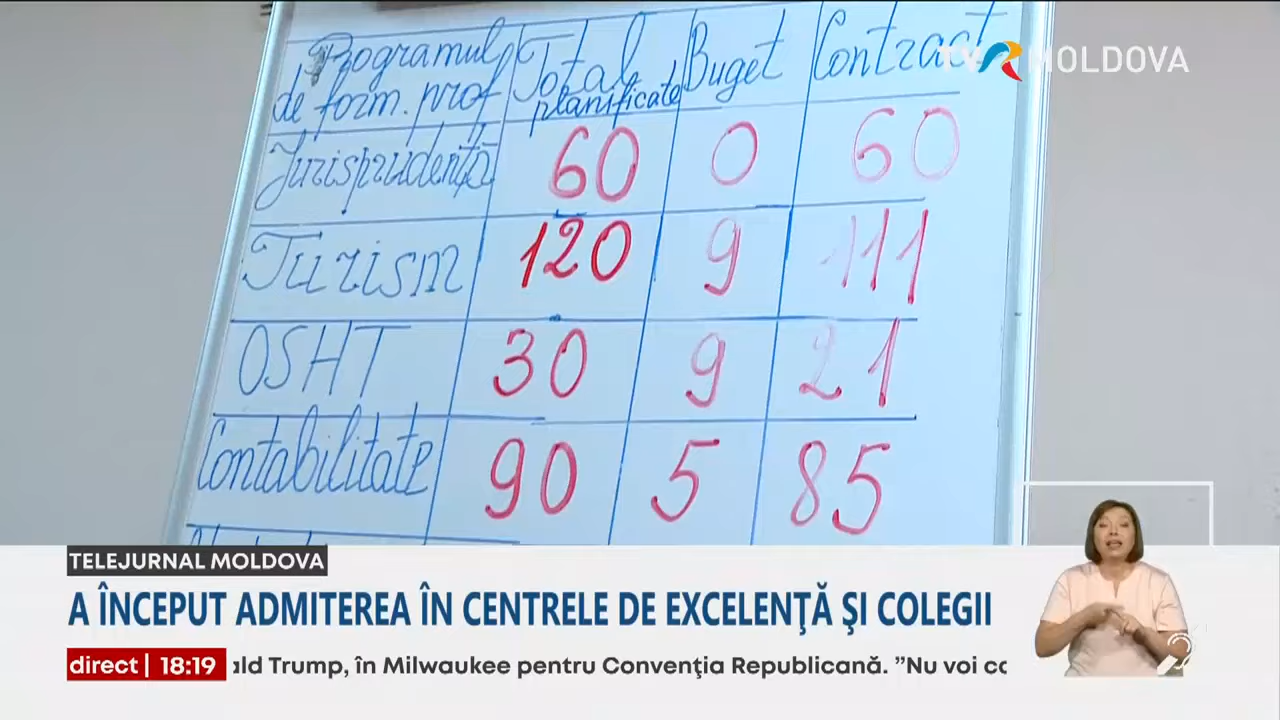 Programul de form. prof
Total planificate
Buget
Contract
TVR MOLDOVA
Jurisprudență 60 0 60
Turism 120 9 111
OSHT 30 9 21
Contabilitate 90 5 85
TELEJURNAL MOLDOVA
A ÎNCEPUT ADMITEREA ÎN CENTRELE DE EXCELENŢĂ ŞI COLEGII
direct | 18:19
ald Trump, în Milwaukee pentru Convenţia Republicană. ”Nu voi